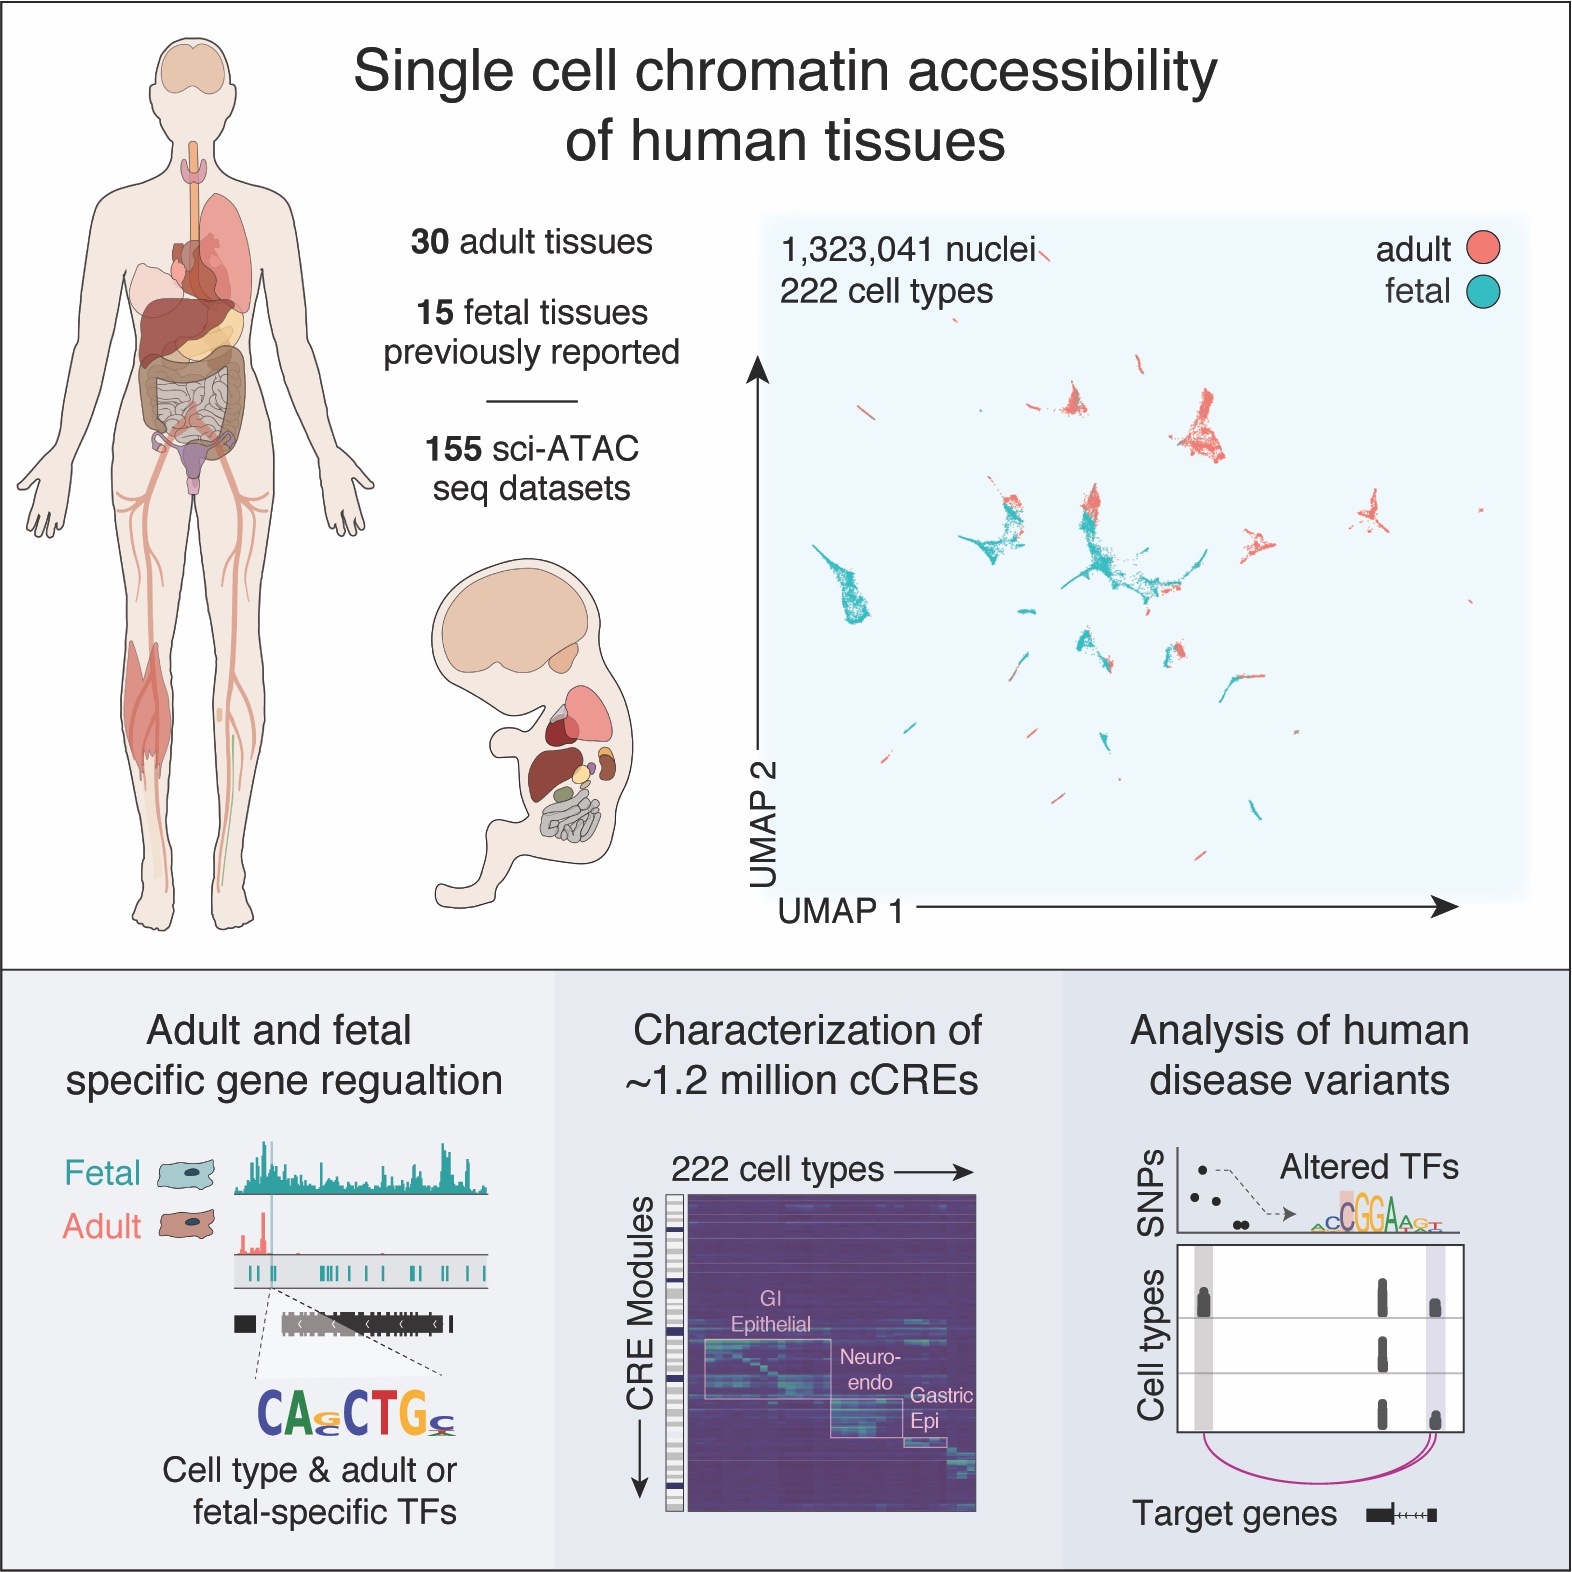 Single cell chromatin accessibility
of human tissues
30 adult tissues
15 fetal tissues
previously reported
155 sci-ATAC
seq datasets
1,323,041 nuclei
222 cell types
adult
fetal
UMAP 2
UMAP 1
Adult and fetal
specific gene regualtion
Fetal
Adult
CAGCTGC
Cell type & adult or
fetal-specific TFs
Characterization of
~1.2 million cCREs
222 cell types
CRE Modules
GI
Epithelial
Neuro-
endo
Gastric
Epi
Analysis of human
disease variants
SNPs
Altered TFs
ACCGGAAGT
Cell types
Target genes